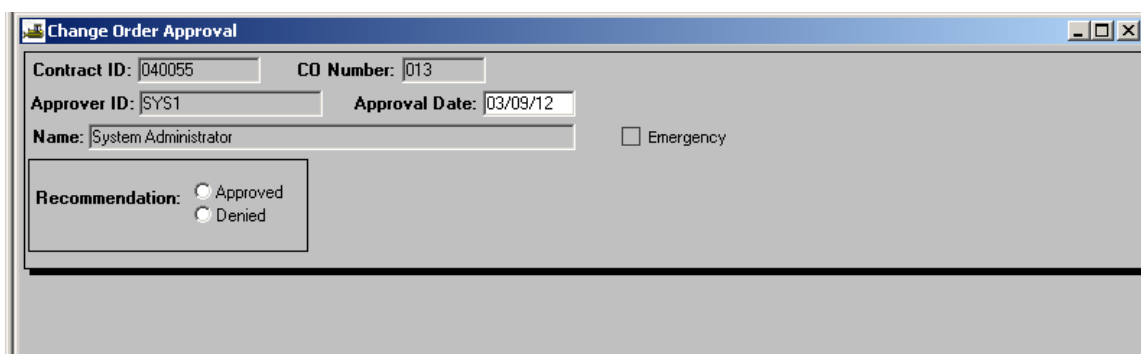 Change Order Approval
Contract ID: 040055 CO Number: 013
Approver ID: SYS1 Approval Date: 03/09/12
Name: System Administrator Emergency
Recommendation: Approved
Denied